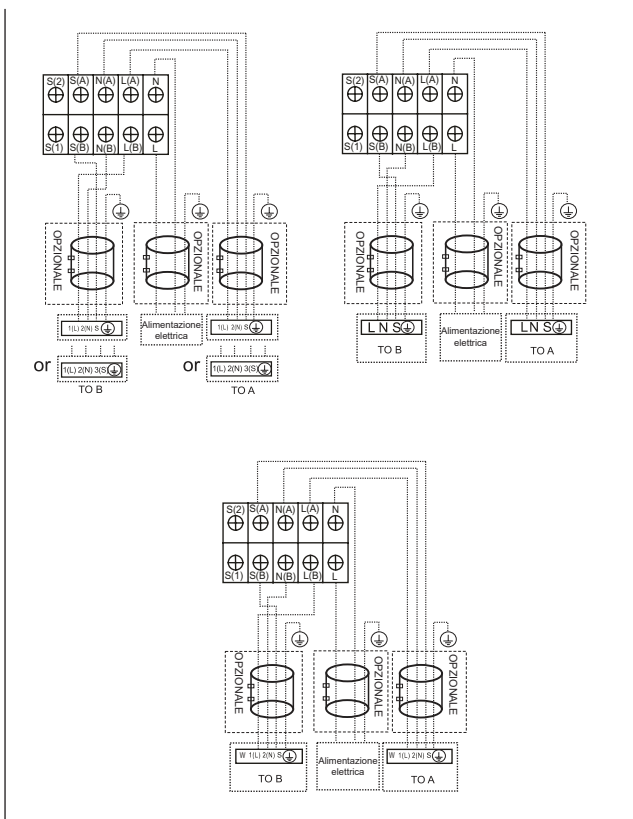 S(2) S(A) N(A) L(A) N
S(1) S(B) N(B) L(B) L
OPZIONALE
OPZIONALE
OPZIONALE
1(L) 2(N) S
Alimentazione
elettrica
1(L) 2(N) S
or
1(L) 2(N) 3(S)
TO B
or
1(L) 2(N) 3(S)
TO A
S(2) S(A) N(A) L(A) N
S(1) S(B) N(B) L(B) L
OPZIONALE
OPZIONALE
OPZIONALE
L N S
TO B
Alimentazione
elettrica
L N S
TO A
S(2) S(A) N(A) L(A) N
S(1) S(B) N(B) L(B) L
OPZIONALE
OPZIONALE
OPZIONALE
W 1(L) 2(N) S
TO B
Alimentazione
elettrica
W 1(L) 2(N) S
TO A